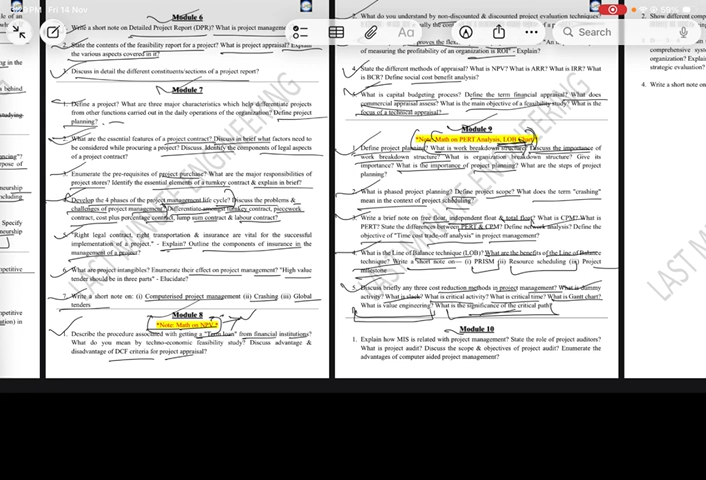 Fri 14 Nov
59%
Aa
Search
Module 6
Write a short note on Detailed Project Report (DPR)? What is project management
2. State the contents of the feasibility report for a project? What is project appraisal? Explain
the various aspects covered in it?
Discuss in detail the different constituents/sections of a project report?
Module 7
1. Define a project? What are three major characteristics which help differentiate projects
from other functions carried out in the daily operations of the organization? Define project
planning?
What are the essential features of a project contract? Discuss in brief what factors need to
be considered while procuring a project? Discuss. Identify the components of legal aspects
of a project contract?
3. Enumerate the pre-requisites of project purchase? What are the major responsibilities of
project stores? Identify the essential elements of a turnkey contract & explain in brief?
Develop the 4 phases of the project management life cycle? Discuss the problems &
challenges of project management? Differentiate amongst turnkey contract, piecework
contract, cost plus percentage contract, lump sum contract & labour contract?
5. "Right legal contract, right transportation & insurance are vital for the successful
implementation of a project." - Explain? Outline the components of insurance in the
management of a project?
6. What are project intangibles? Enumerate their effect on project management? "High value
tender should be in three parts" - Elucidate?
7. Write a short note on: (i) Computerised project management (ii) Crashing (iii) Global
tenders
Module 8
*Note: Math on NPV *
1. Describe the procedure associated with getting a "Term loan" from financial institutions?
What do you mean by techno-economic feasibility study? Discuss advantage &
disadvantage of DCF criteria for project appraisal?
What do you understand by non-discounted & discounted project evaluation techniques.
of measuring the profitability of an organization is ROI" - Explain?
4. State the different methods of appraisal? What is NPV? What is ARR? What is IRR? What
is BCR? Define social cost benefit analysis?
What is capital budgeting process? Define the term financial appraisal? What does
commercial appraisal assess? What is the main objective of a feasibility study? What is the
focus of a technical appraisal?
Module 9
*Note: Math on PERT Analysis, LOB Chart*
1. Define project planning? What is work breakdown structure? Discuss the importance of
work breakdown structure? What is organization breakdown structure? Give its
importance? What is the importance of project planning? What are the steps of project
planning?
What is phased project planning? Define project scope? What does the term "crashing"
mean in the context of project scheduling?
Write a brief note on free float, independent float & total float? What is CPM? What is
PERT? State the differences between PERT & CPM? Define network analysis? Define the
objective of "Time cost trade-off analysis" in project management?
What is the Line of Balance technique (LOB)? What are the benefits of the Line of Balance
technique? Write a short note on— (i) PRISM (ii) Resource scheduling (iii) Project
milestone
Discuss briefly any three cost reduction methods in project management? What is dummy
activity? What is slack? What is critical activity? What is critical time? What is Gantt chart?
What is value engineering? What is the significance of the critical path?
Module 10
1. Explain how MIS is related with project management? State the role of project auditors?
What is project audit? Discuss the scope & objectives of project audit? Enumerate the
advantages of computer aided project management?
2. Show different comp
comprehensive syst
organization? Explain
strategic evaluation?
4. Write a short note on